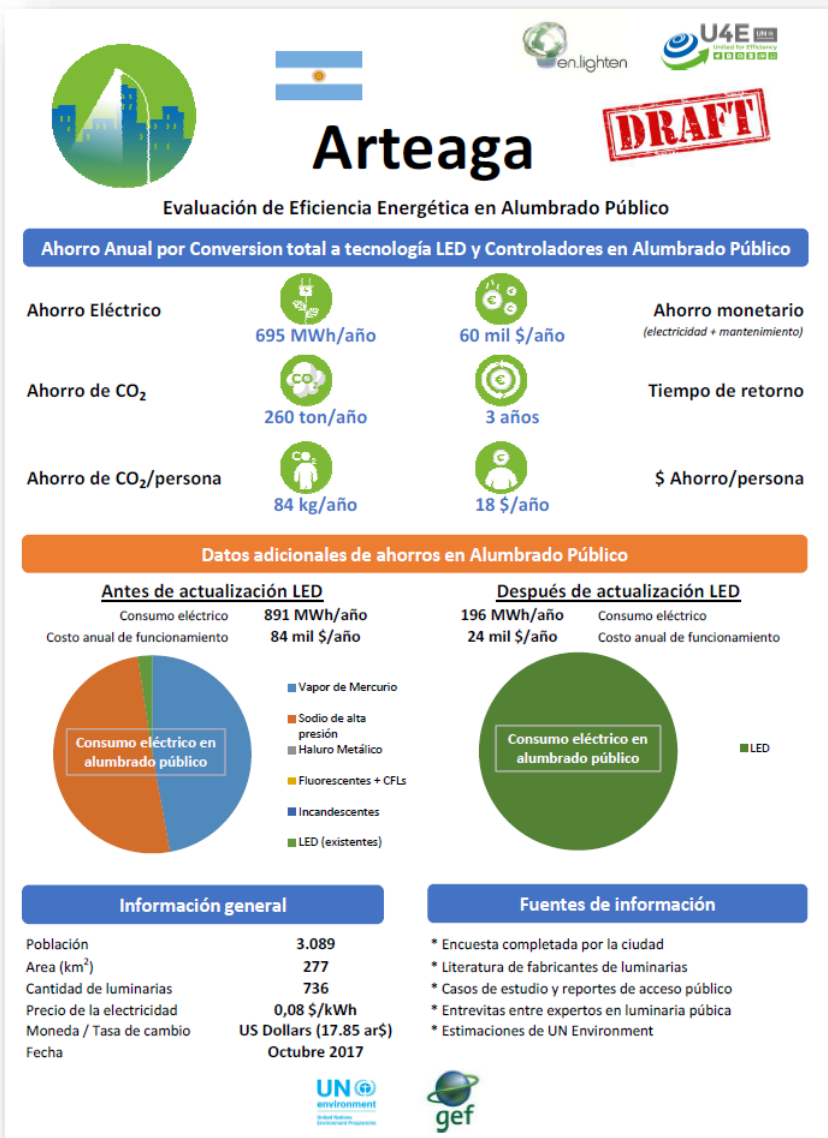 en.lighten
U4E UN
United for Efficiency
DRAFT
Arteaga
Evaluación de Eficiencia Energética en Alumbrado Público
Ahorro Anual por Conversion total a tecnología LED y Controladores en Alumbrado Público
Ahorro Eléctrico
695 MWh/año
60 mil $/año
Ahorro monetario
(electricidad + mantenimiento)
Ahorro de CO₂
CO₂
260 ton/año
3 años
Tiempo de retorno
Ahorro de CO₂/persona
CO₂
84 kg/año
18 $/año
$ Ahorro/persona
Datos adicionales de ahorros en Alumbrado Público
Antes de actualización LED
Consumo eléctrico 891 MWh/año
Costo anual de funcionamiento 84 mil $/año
Consumo eléctrico en
alumbrado público
Vapor de Mercurio
Sodio de alta
presión
Haluro Metálico
Fluorescentes + CFLs
Incandescentes
LED (existentes)
Después de actualización LED
196 MWh/año Consumo eléctrico
24 mil $/año Costo anual de funcionamiento
Consumo eléctrico en
alumbrado público
LED
Información general
Población 3.089
Area (km²) 277
Cantidad de luminarias 736
Precio de la electricidad 0,08 $/kWh
Moneda / Tasa de cambio US Dollars (17.85 ar$)
Fecha Octubre 2017
Fuentes de información
* Encuesta completada por la ciudad
* Literatura de fabricantes de luminarias
* Casos de estudio y reportes de acceso público
* Entrevitas entre expertos en luminaria púbica
* Estimaciones de UN Environment
UN
environment
United Nations
Environment Programme
gef